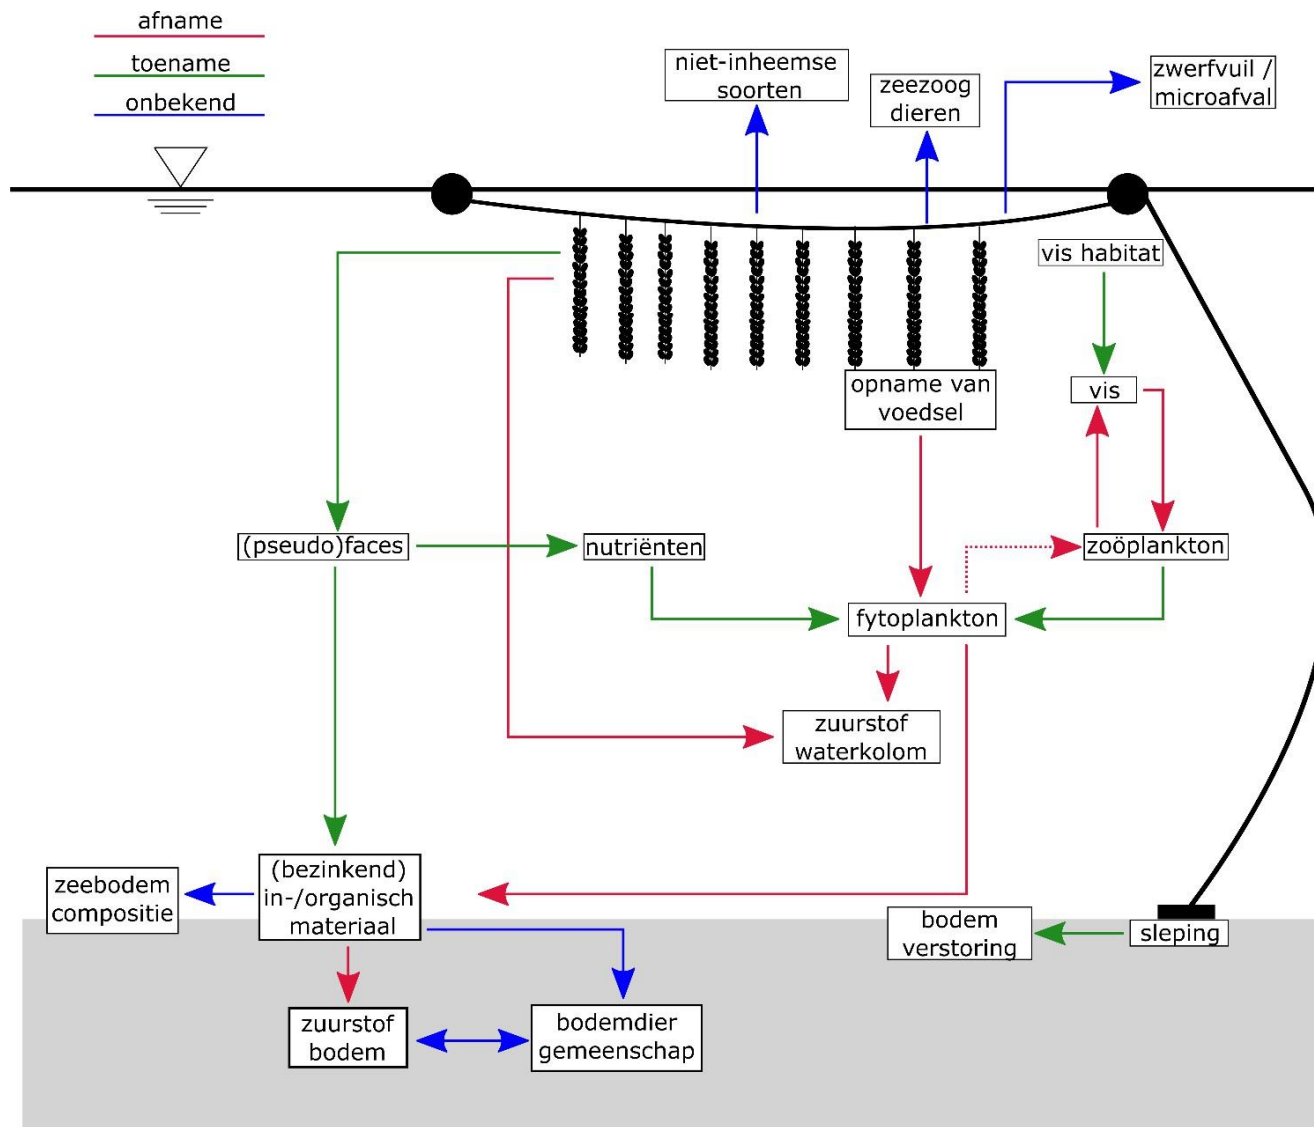 afname
toename
onbekend
niet-inheemse
soorten
zeezoog
dieren
zwerfvuil /
microafval
vis habitat
vis
opname van
voedsel
(pseudo)faces
nutriënten
zoöplankton
fytoplankton
zuurstof
waterkolom
zeebodem
compositie
(bezinkend)
in-/organisch
materiaal
bodem
verstoring
sleping
zuurstof
bodem
bodemdier
gemeenschap